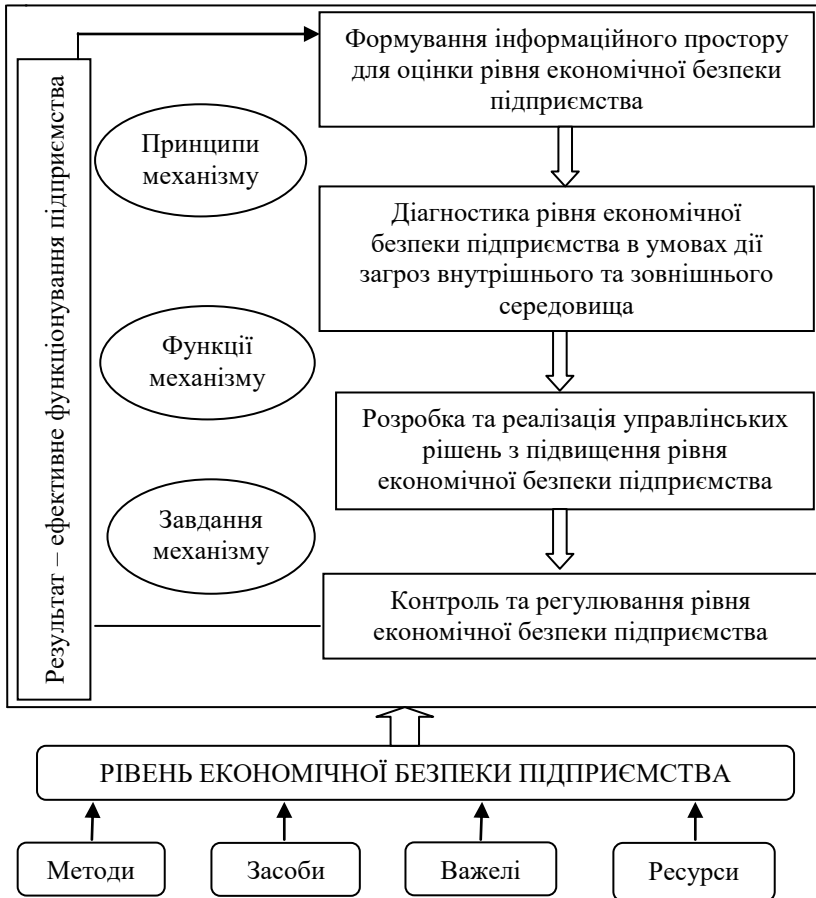 Формування інформаційного простору
для оцінки рівня економічної безпеки
підприємства
Результат – ефективне функціонування підприємства
Принципи
механізму
Діагностика рівня економічної
безпеки підприємства в умовах дії
загроз внутрішнього та зовнішнього
середовища
Функції
механізму
Розробка та реалізація управлінських
рішень з підвищення рівня
економічної безпеки підприємства
Завдання
механізму
Контроль та регулювання рівня
економічної безпеки підприємства
РІВЕНЬ ЕКОНОМІЧНОЇ БЕЗПЕКИ ПІДПРИЄМСТВА
Методи
Засоби
Важелі
Ресурси